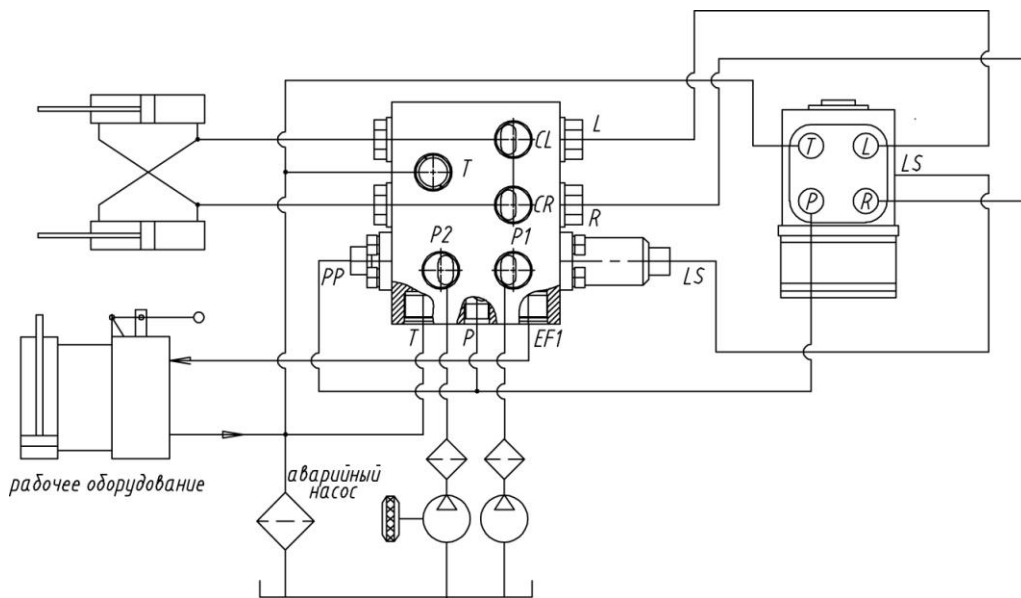 L
CL
T
T
L
LS
CR
R
P
R
P2
P1
PP
LS
T
P
EF1
аварийный
насос
рабочее оборудование